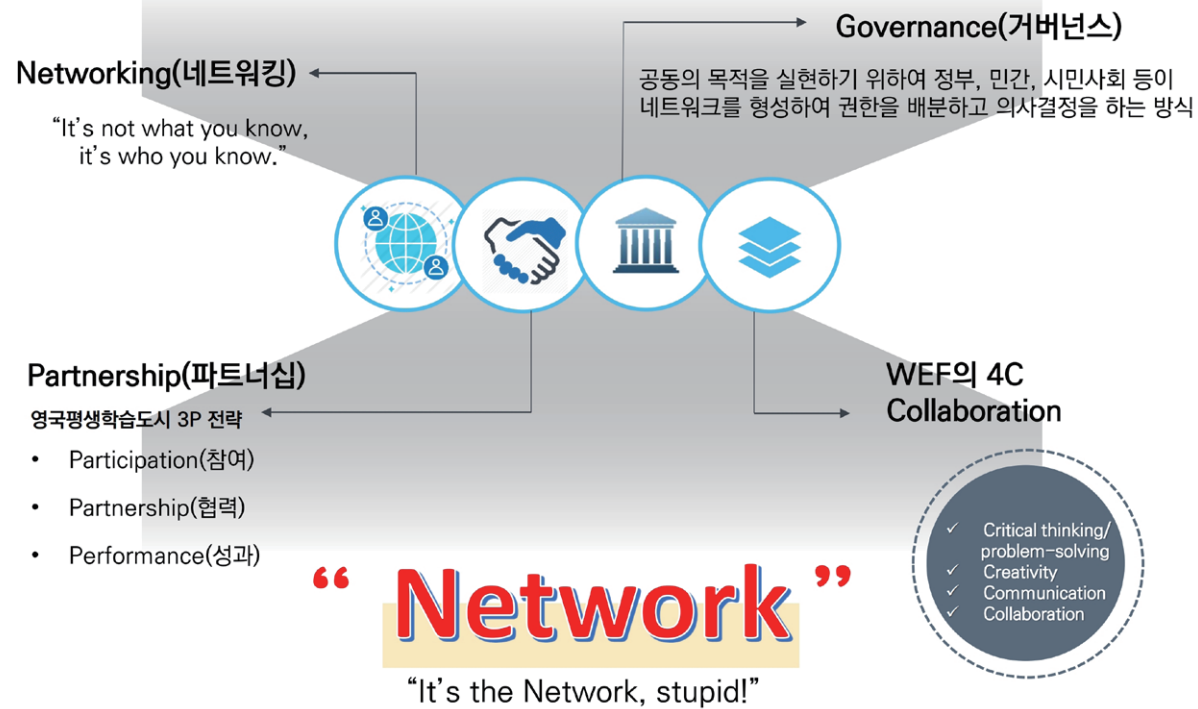 Networking(네트워킹)
“It’s not what you know,
it’s who you know.”
Governance(거버넌스)
공동의 목적을 실현하기 위하여 정부, 민간, 시민사회 등이
네트워크를 형성하여 권한을 배분하고 의사결정을 하는 방식
Partnership(파트너십)
영국평생학습도시 3P 전략
• Participation(참여)
• Partnership(협력)
• Performance(성과)
WEF의 4C
Collaboration
✓ Critical thinking/
problem-solving
✓ Creativity
✓ Communication
✓ Collaboration
“ Network ”
“It’s the Network, stupid!”